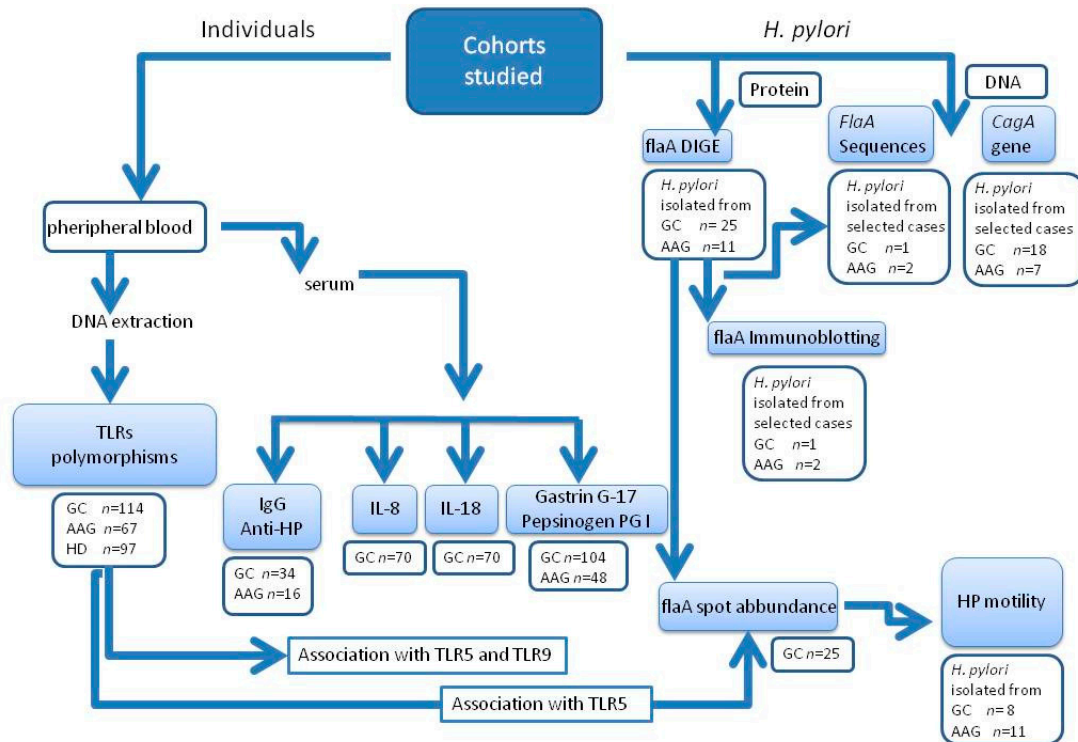 Individuals
Cohorts
studied
H. pylori
Protein
DNA
flaA DIGE
H. pylori
isolated from
GC n= 25
AAG n=11
FlaA
Sequences
H. pylori
isolated from
selected cases
GC n=1
AAG n=2
CagA
gene
H. pylori
isolated from
selected cases
GC n=18
AAG n=7
pheripheral blood
serum
DNA extraction
flaA Immunoblotting
H. pylori
isolated from
selected cases
GC n=1
AAG n=2
TLRs
polymorphisms
GC n=114
AAG n=67
HD n=97
IgG
Anti-HP
GC n=34
AAG n=16
IL-8
GC n=70
IL-18
GC n=70
Gastrin G-17
Pepsinogen PG I
GC n=104
AAG n=48
flaA spot abbundance
GC n=25
HP motility
H. pylori
isolated from
GC n= 8
AAG n=11
Association with TLR5 and TLR9
Association with TLR5